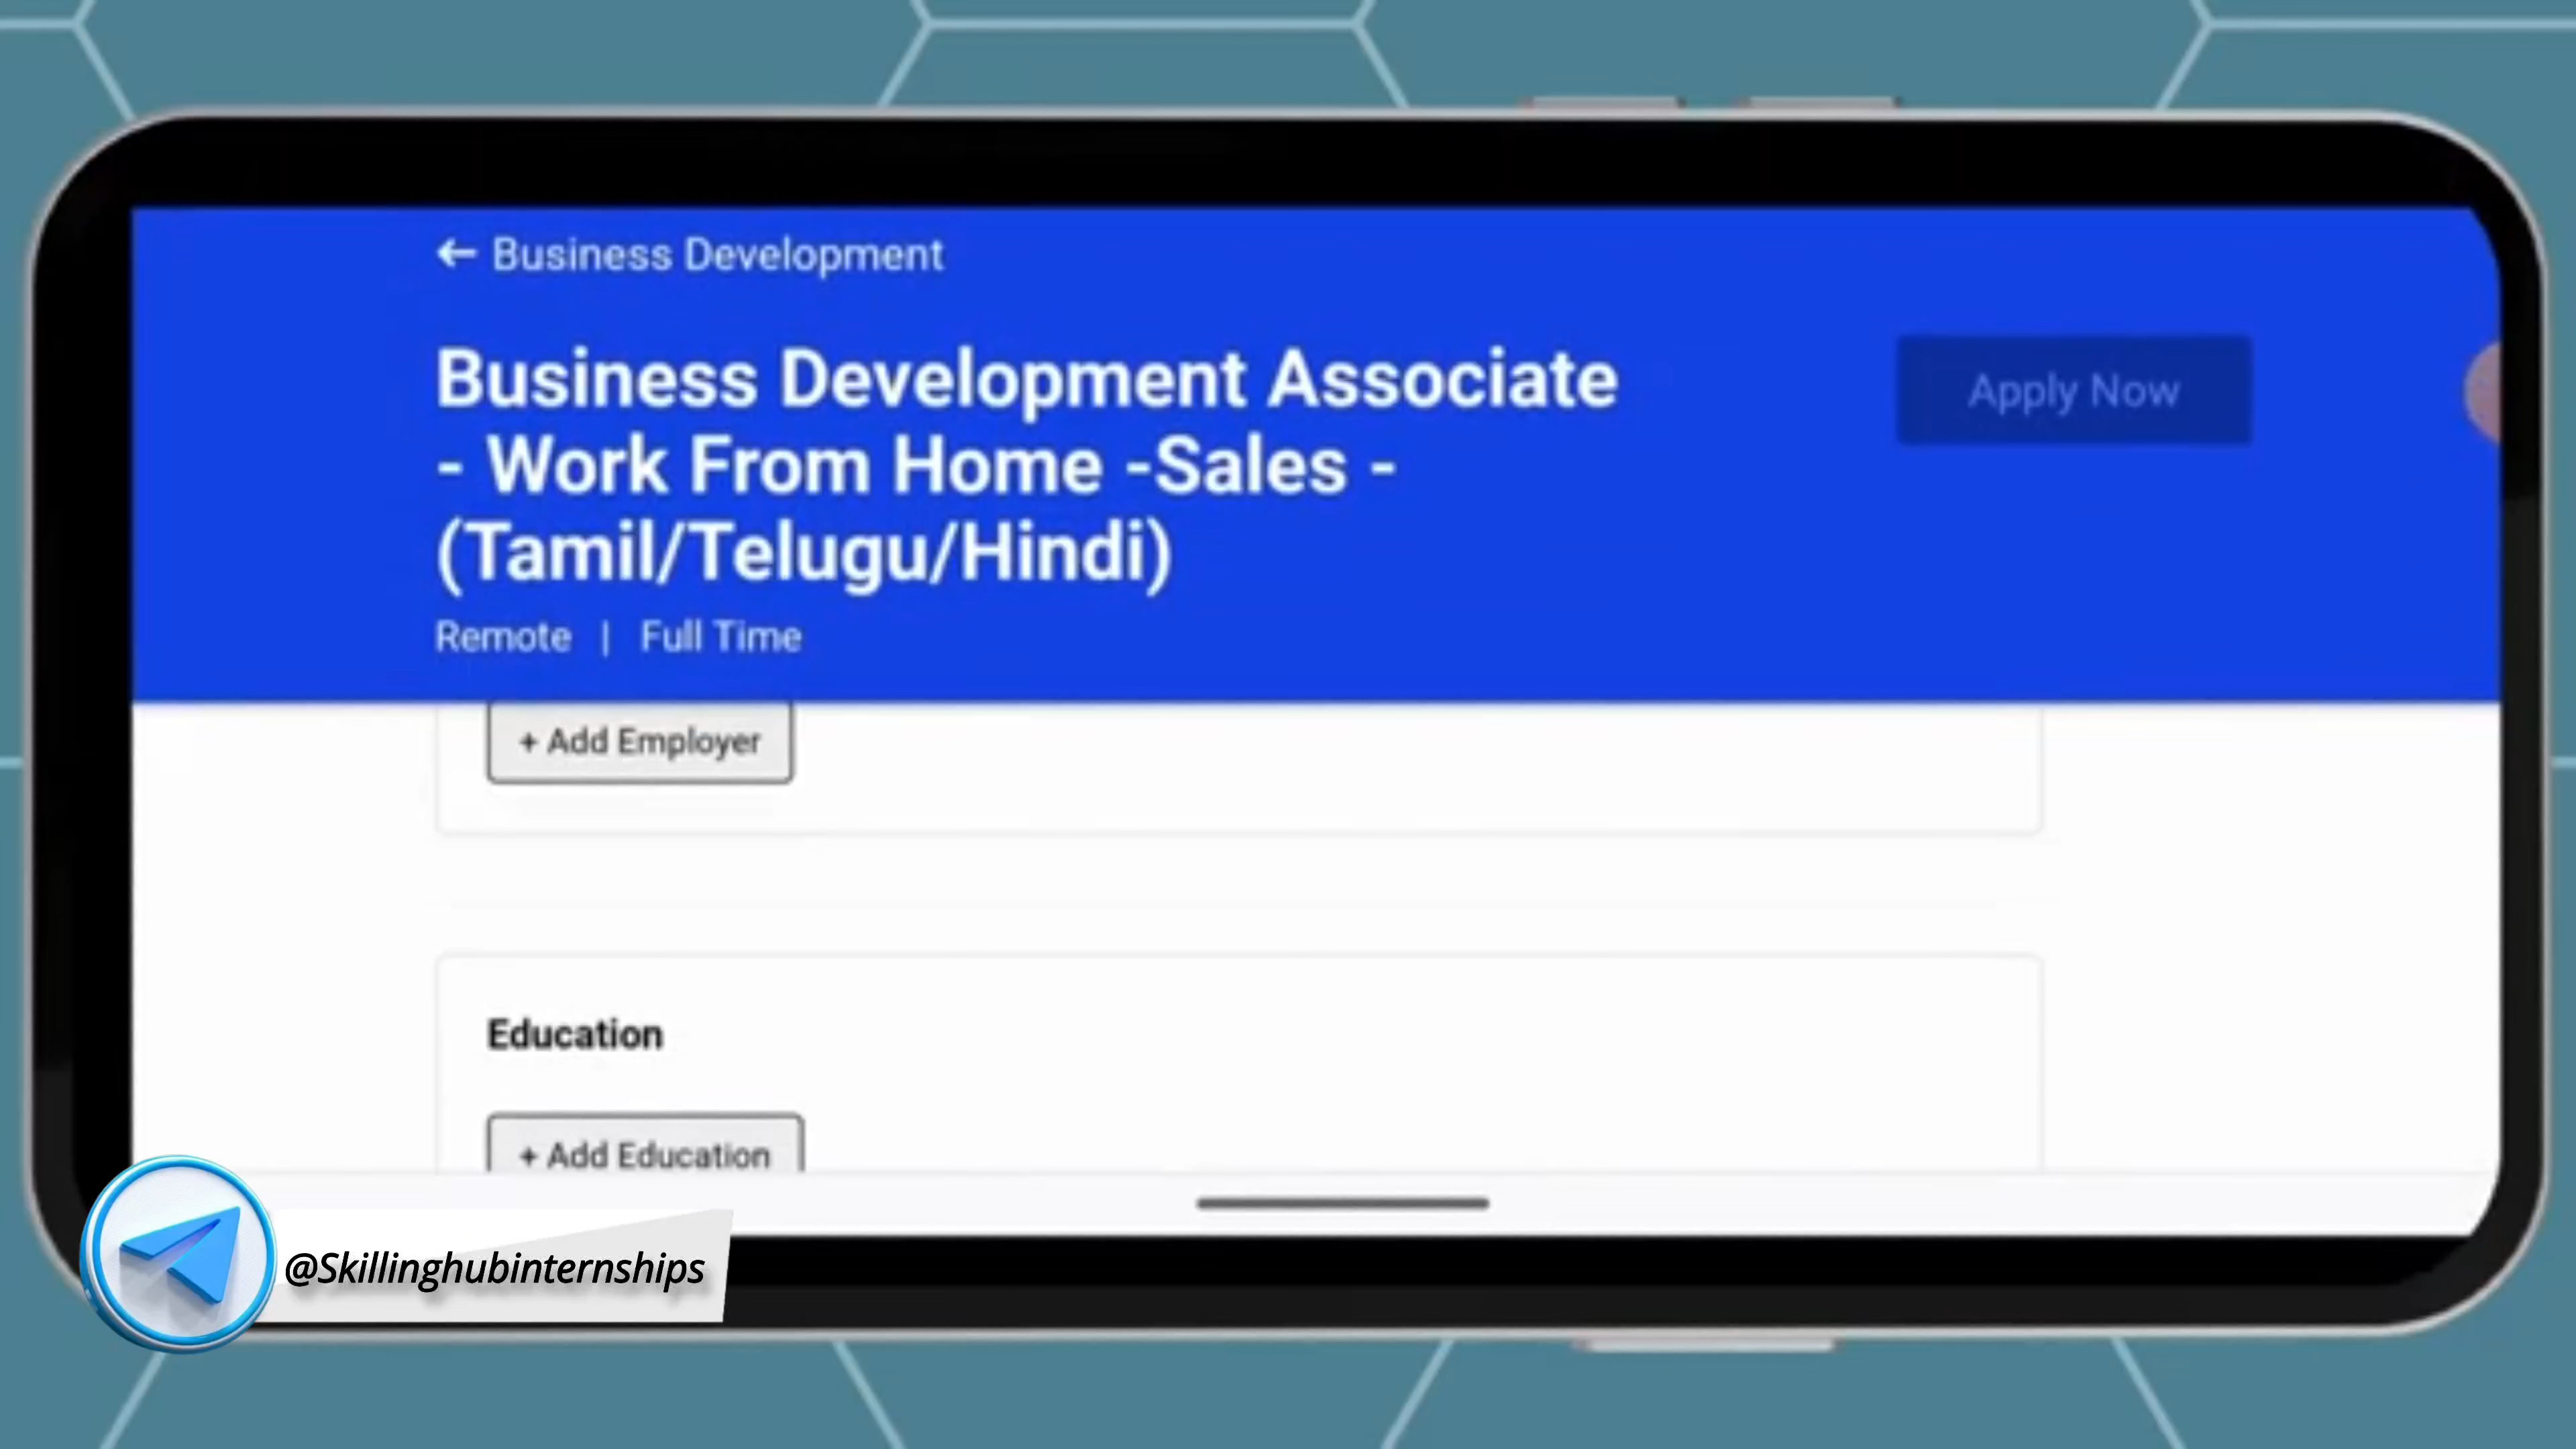 ← Business Development
Business Development Associate
- Work From Home -Sales -
(Tamil/Telugu/Hindi)
Apply Now
Remote | Full Time
+ Add Employer
Education
+ Add Education
@Skillinghubinternships